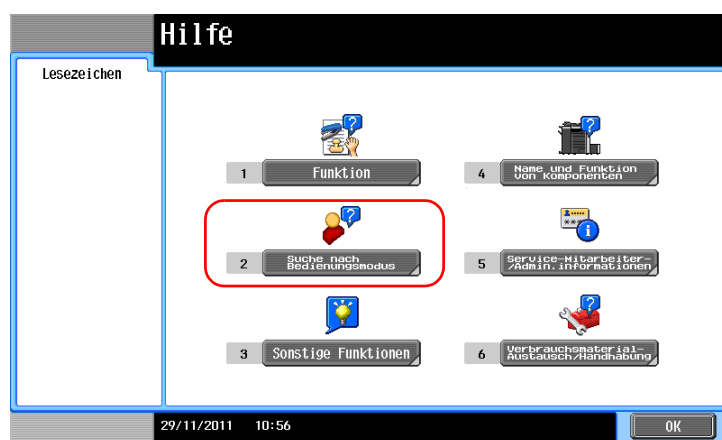 Hilfe
Lesezeichen
1 Funktion
4 Name und Funktion
von Komponenten
2 Suche nach
Bedienungsmodus
5 Service-Mitarbeiter-
/Admin.informationen
3 Sonstige Funktionen
6 Verbrauchsmaterial-
Austausch/Handhabung
29/11/2011 10:56
OK